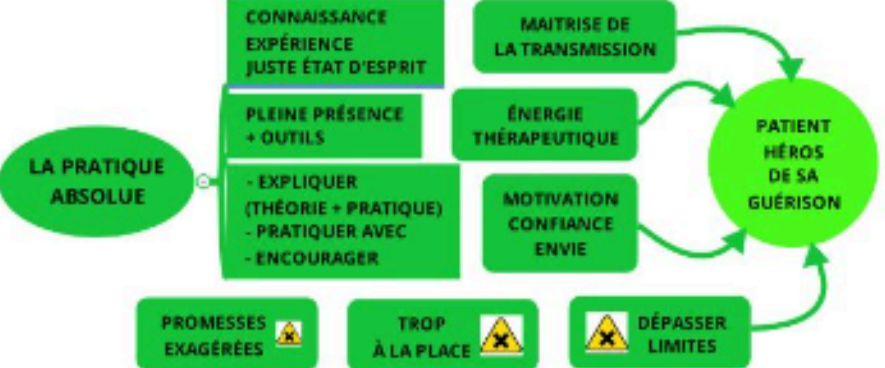 CONNAISSANCE
EXPÉRIENCE
JUSTE ÉTAT D'ESPRIT
MAITRISE DE
LA TRANSMISSION
PLEINE PRÉSENCE
+ OUTILS
ÉNERGIE
THÉRAPEUTIQUE
LA PRATIQUE
ABSOLUE
- EXPLIQUER
(THÉORIE + PRATIQUE)
- PRATIQUER AVEC
- ENCOURAGER
MOTIVATION
CONFIANCE
ENVIE
PATIENT
HÉROS
DE SA
GUÉRISON
PROMESSES
EXAGÉRÉES
TROP
À LA PLACE
DÉPASSER
LIMITES